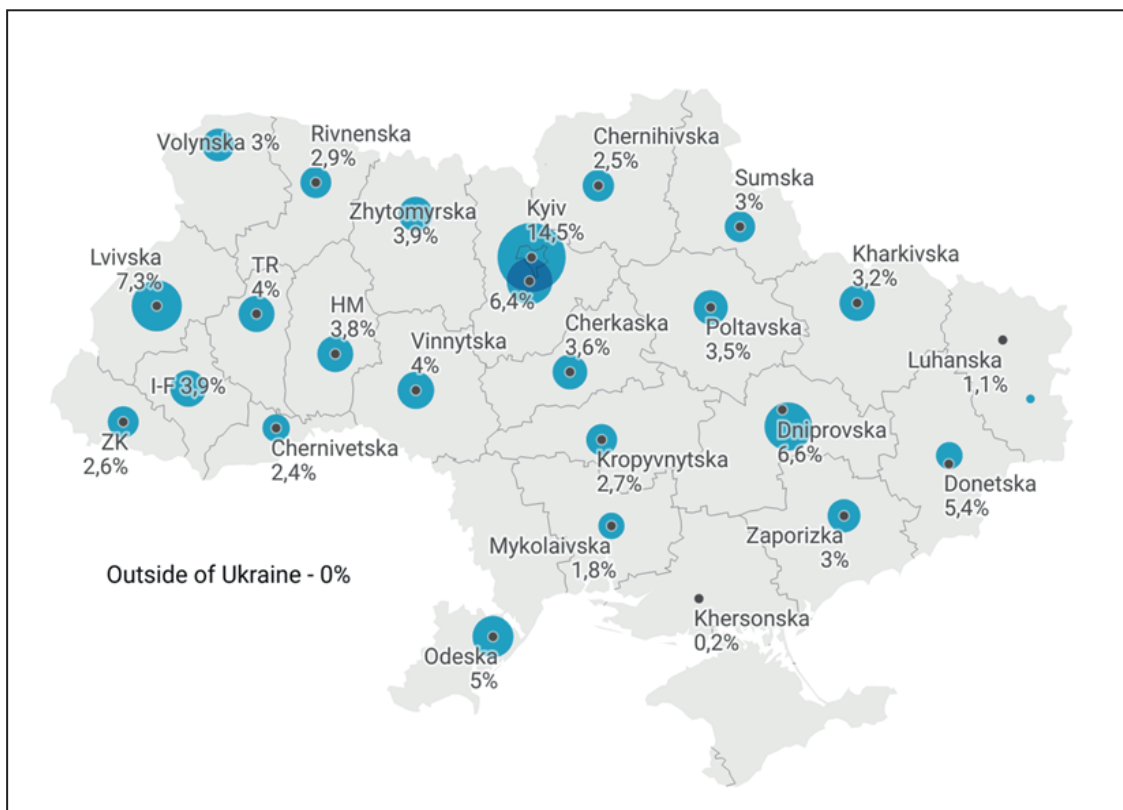 Volynska 3%
Rivnenska
2,9%
Chernihivska
2,5%
Sumska
3%
Zhytomyrska
3,9%
Kyiv
14,5%
6,4%
Lvivska
7,3%
TR
4%
HM
3,8%
Kharkivska
3,2%
Vinnytska
4%
Cherkaska
3,6%
Poltavska
3,5%
Luhanska
1,1%
I-F 3,9%
ZK
2,6%
Chernivetska
2,4%
Kropyvnytska
2,7%
Dniprovska
6,6%
Donetska
5,4%
Mykolaivska
1,8%
Zaporizka
3%
Outside of Ukraine - 0%
Khersonska
0,2%
Odeska
5%